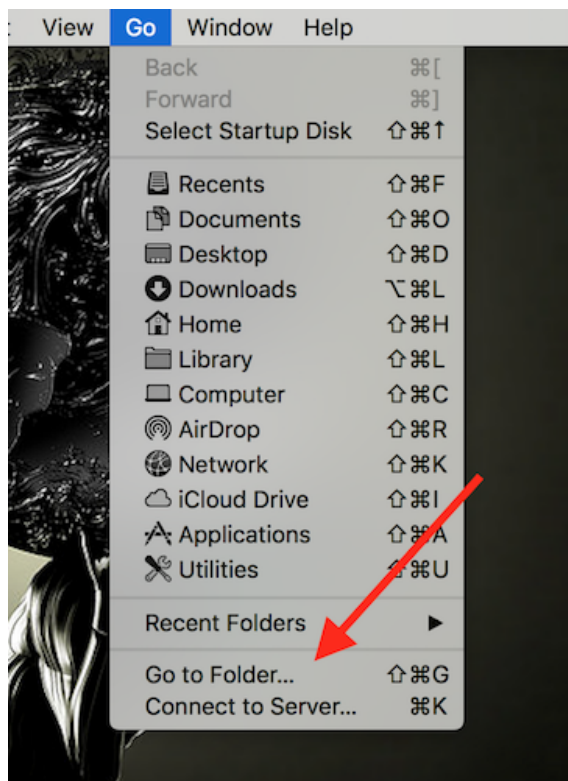 View Go Window Help
Back ⌘[
Forward ⌘]
Select Startup Disk ⇧⌘↑
Recents ⇧⌘F
Documents ⇧⌘O
Desktop ⇧⌘D
Downloads ⌥⌘L
Home ⇧⌘H
Library ⇧⌘L
Computer ⇧⌘C
AirDrop ⇧⌘R
Network ⇧⌘K
iCloud Drive ⇧⌘I
Applications ⇧⌘A
Utilities ⇧⌘U
Recent Folders ▶
Go to Folder... ⇧⌘G
Connect to Server... ⌘K